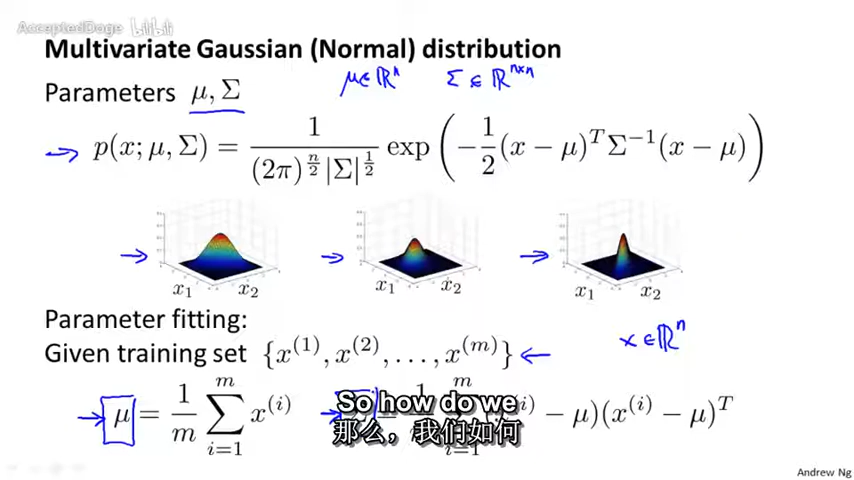 AcceptedDoge bilibili
Multivariate Gaussian (Normal) distribution
Parameters μ, Σ μ∈ℝⁿ Σ∈ℝⁿˣⁿ
→ p(x; μ, Σ) = 1 / ((2π)^(n/2) |Σ|^(1/2)) exp(−1/2 (x − μ)ᵀ Σ⁻¹ (x − μ))
x₁ x₂ x₁ x₂ x₁ x₂
Parameter fitting:
Given training set {x⁽¹⁾, x⁽²⁾, . . . , x⁽ᵐ⁾} ← x∈ℝⁿ
→ μ = 1/m ∑_{i=1}^{m} x⁽ⁱ⁾ → − μ)(x⁽ⁱ⁾ − μ)ᵀ
So how do we
那么，我们如何
Andrew Ng